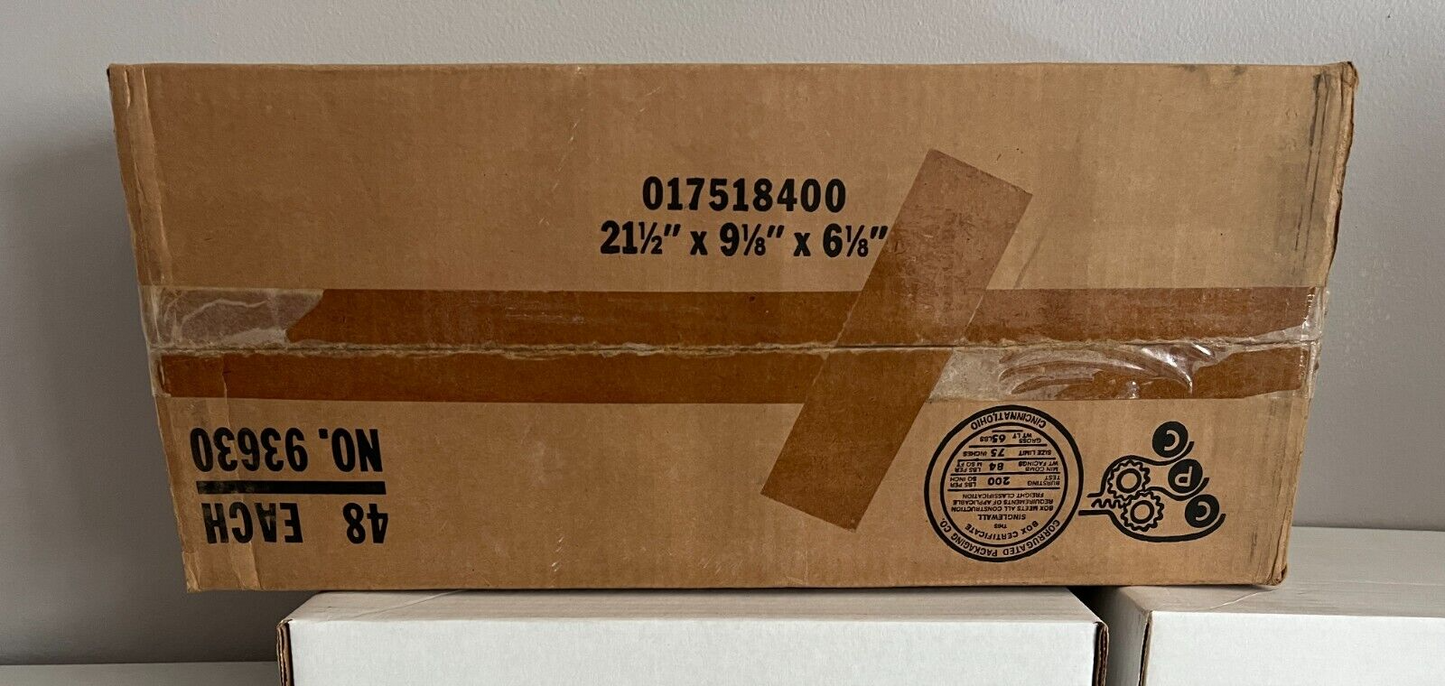 017518400
21½" x 9⅛" x 6⅛"
48 EACH
NO. 93630
CORRUGATED PACKAGING CO.
BOX CERTIFICATE
THIS
SINGLEWALL
BOX MEETS ALL CONSTRUCTION
REQUIREMENTS OF APPLICABLE
FREIGHT CLASSIFICATION
BURSTING TEST 200 LBS PER SQ INCH
MIN COMB WT FACINGS 84 LBS PER M SQ FT
SIZE LIMIT 75 INCHES
GROSS WT LT 65 LBS
CINCINNATI, OHIO
C
P
C